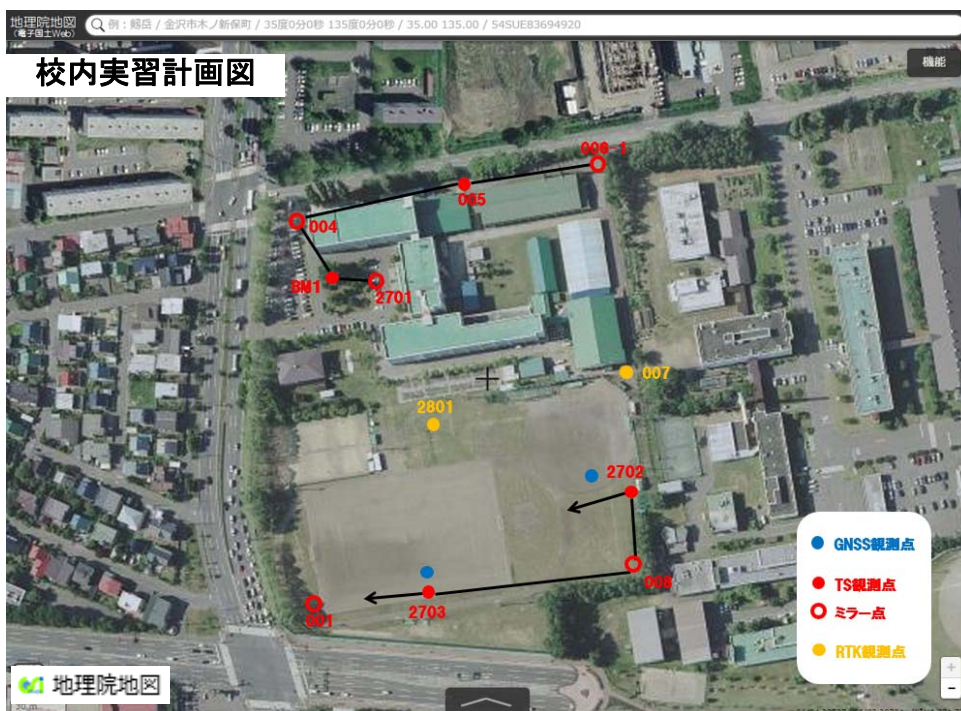 地理院地図
(電子国土Web)
例：剱岳 / 金沢市木ノ新保町 / 35度0分0秒 135度0分0秒 / 35.00 135.00 / 54SUE83694920
機能
校内実習計画図
005
004
BM1
2701
007
2801
2702
GNSS観測点
008
TS観測点
2703
001
ミラー点
RTK観測点
地理院地図